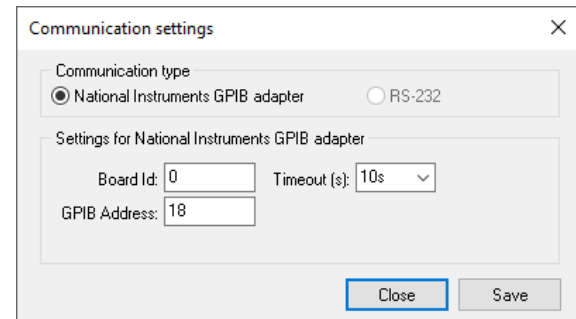 Communication settings
Communication type
National Instruments GPIB adapter RS-232
Settings for National Instruments GPIB adapter
Board Id: 0 Timeout (s): 10s
GPIB Address: 18
Close Save